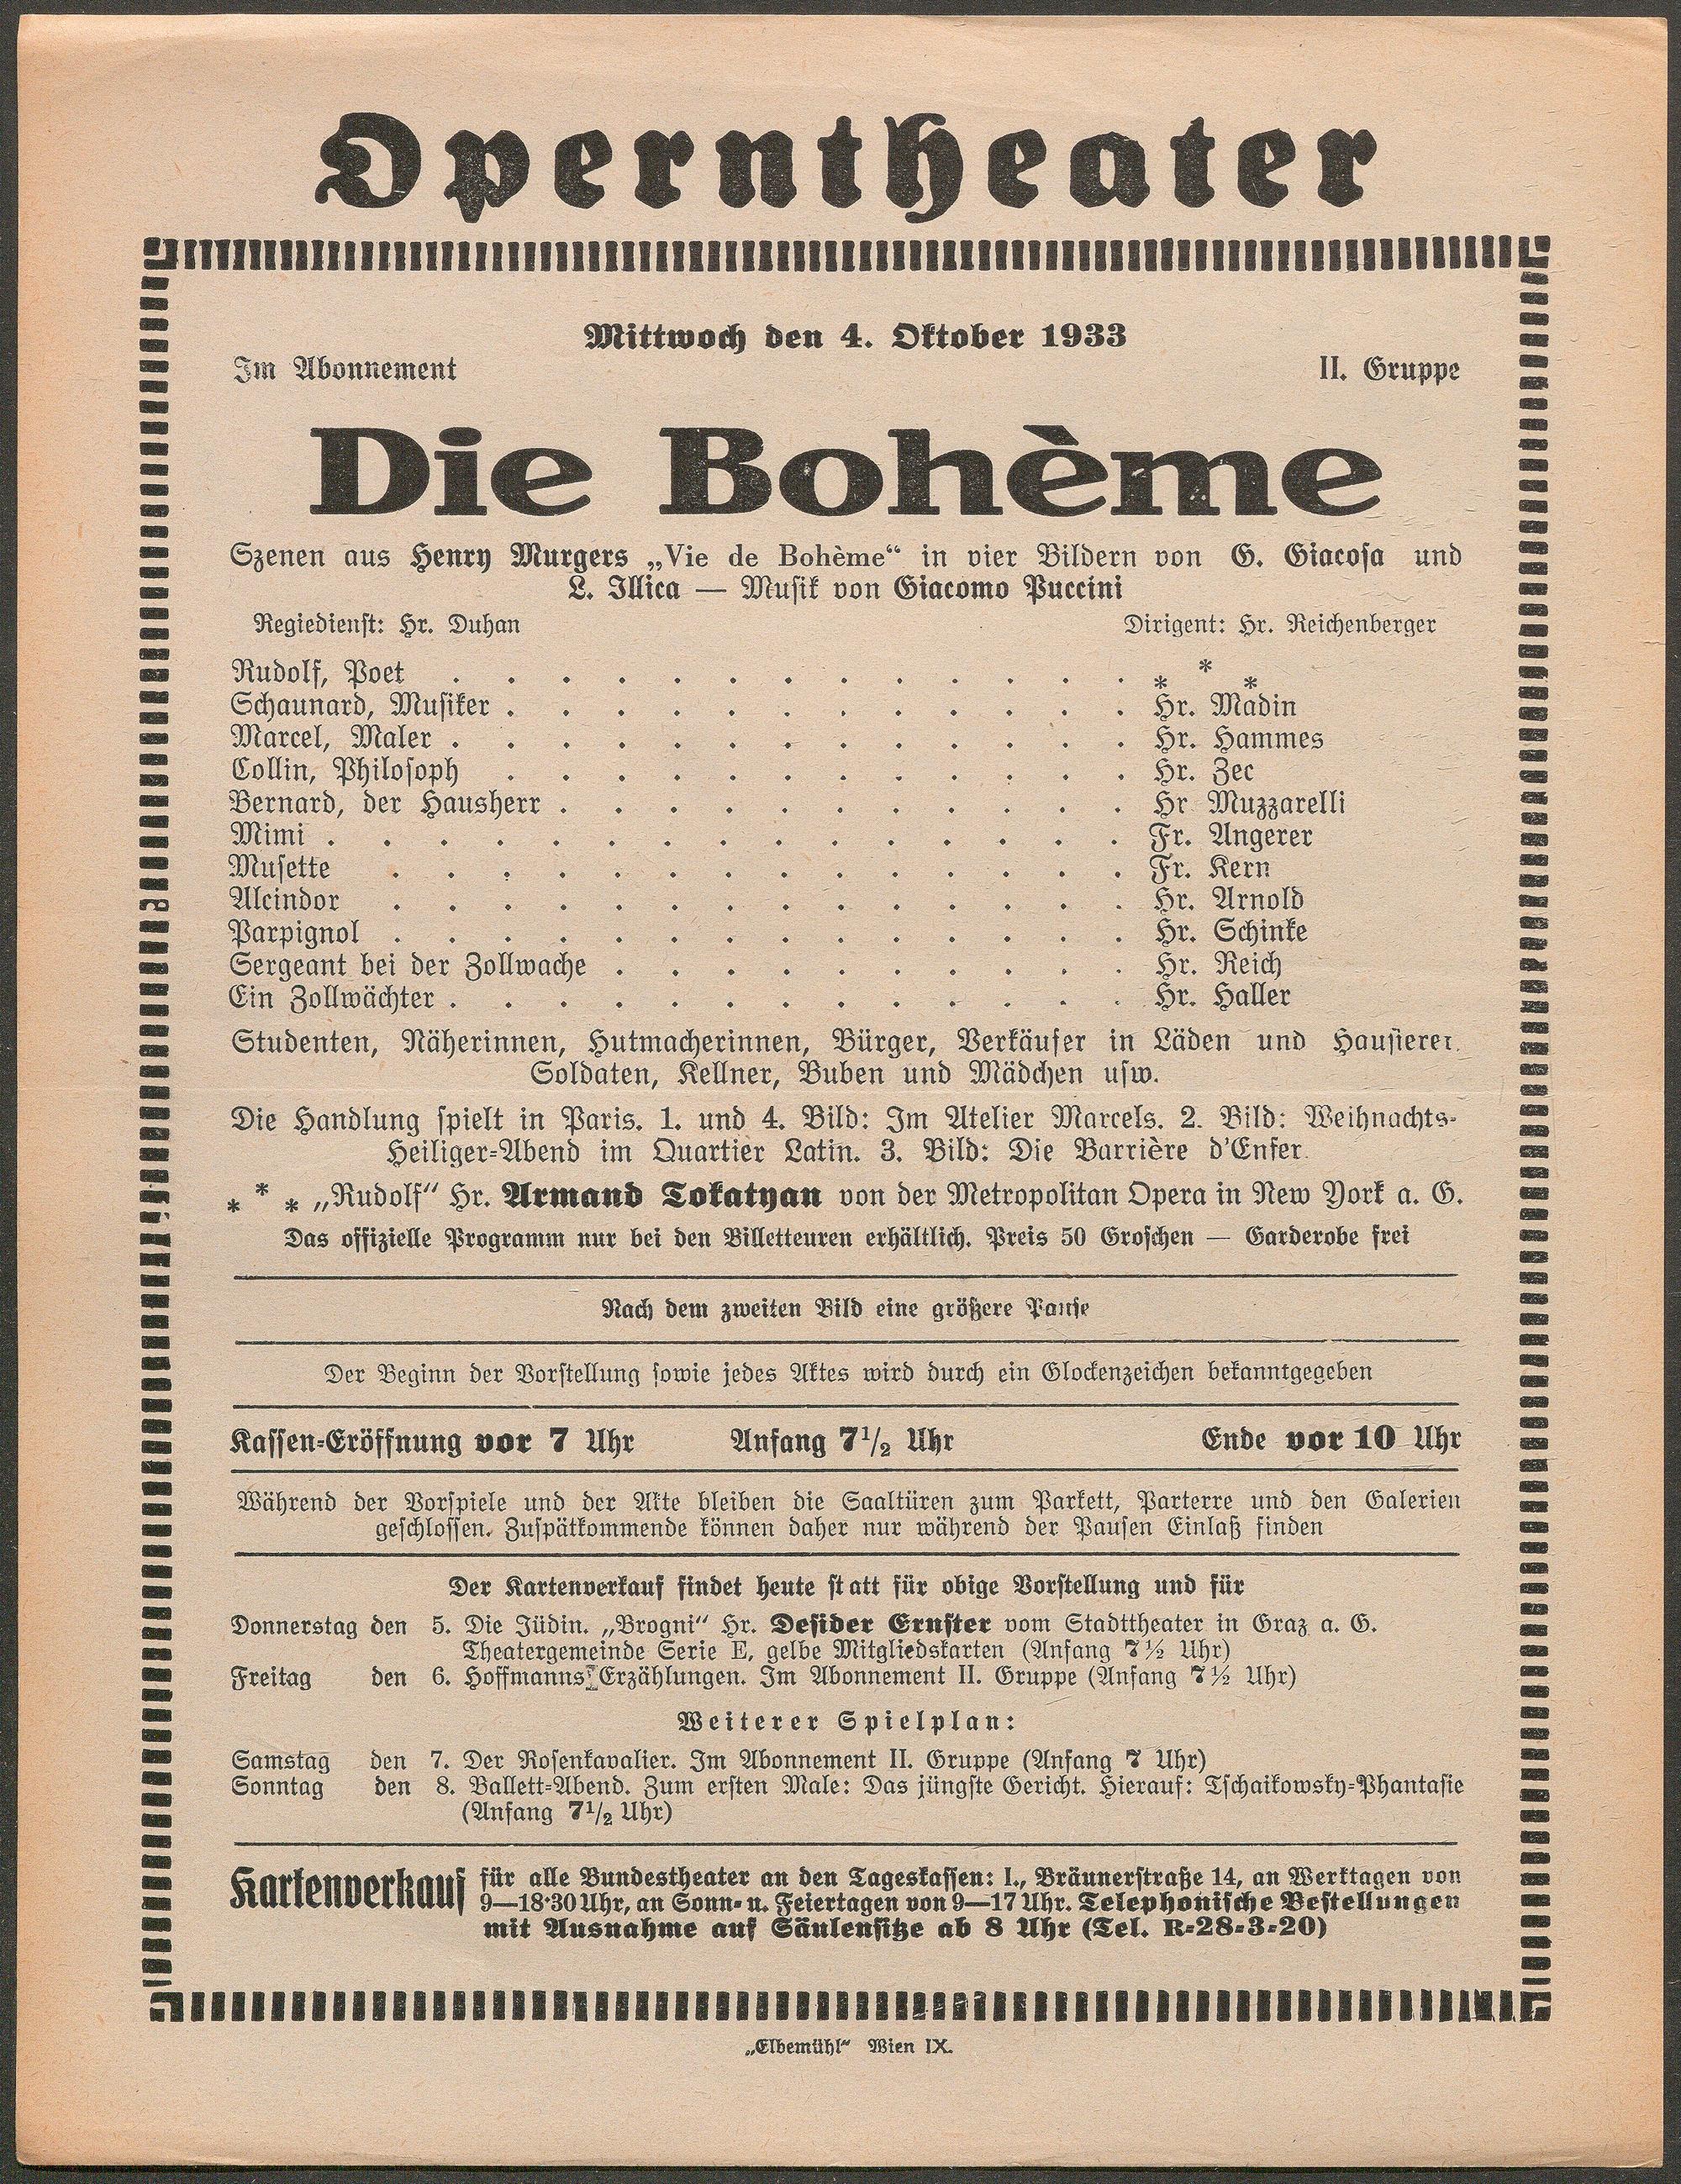 Operntheater
Mittwoch den 4. Oktober 1933
Im Abonnement II. Gruppe
Die Bohème
Szenen aus Henry Murgers „Vie de Bohème“ in vier Bildern von G. Giacosa und
L. Illica — Musik von Giacomo Puccini
Regiedienst: Hr. Duhan Dirigent: Hr. Reichenberger
Rudolf, Poet . . . . . . . . . . . . . * * *
Schaunard, Musiker . . . . . . . . . . . . Hr. Madin
Marcel, Maler . . . . . . . . . . . . . Hr. Hammes
Collin, Philosoph . . . . . . . . . . . . Hr. Zec
Bernard, der Hausherr . . . . . . . . . . . Hr Muzzarelli
Mimi . . . . . . . . . . . . . . . Fr. Angerer
Musette . . . . . . . . . . . . . . Fr. Kern
Alcindor . . . . . . . . . . . . . . Hr. Arnold
Parpignol . . . . . . . . . . . . . . Hr. Schinke
Sergeant bei der Zollwache . . . . . . . . . . Hr. Reich
Ein Zollwächter . . . . . . . . . . . . . Hr. Haller
Studenten, Näherinnen, Hutmacherinnen, Bürger, Verkäufer in Läden und Hausierer.
Soldaten, Kellner, Buben und Mädchen usw.
Die Handlung spielt in Paris. 1. und 4. Bild: Im Atelier Marcels. 2. Bild: Weihnachts-
Heiliger-Abend im Quartier Latin. 3. Bild: Die Barrière d'Enfer.
* * * „Rudolf“ Hr. Armand Tokatyan von der Metropolitan Opera in New York a. G.
Das offizielle Programm nur bei den Billetteuren erhältlich. Preis 50 Groschen — Garderobe frei
Nach dem zweiten Bild eine größere Pause
Der Beginn der Vorstellung sowie jedes Aktes wird durch ein Glockenzeichen bekanntgegeben
Kassen-Eröffnung vor 7 Uhr Anfang 7½ Uhr Ende vor 10 Uhr
Während der Vorspiele und der Akte bleiben die Saaltüren zum Parkett, Parterre und den Galerien
geschlossen. Zuspätkommende können daher nur während der Pausen Einlaß finden
Der Kartenverkauf findet heute statt für obige Vorstellung und für
Donnerstag den 5. Die Jüdin. „Brogni“ Hr. Desider Ernster vom Stadttheater in Graz a. G.
Theatergemeinde Serie E, gelbe Mitgliedskarten (Anfang 7½ Uhr)
Freitag den 6. Hoffmanns Erzählungen. Im Abonnement II. Gruppe (Anfang 7½ Uhr)
Weiterer Spielplan:
Samstag den 7. Der Rosenkavalier. Im Abonnement II. Gruppe (Anfang 7 Uhr)
Sonntag den 8. Ballett-Abend. Zum ersten Male: Das jüngste Gericht. Hierauf: Tschaikowsky-Phantasie
(Anfang 7½ Uhr)
Kartenverkauf für alle Bundestheater an den Tageskassen: I., Bräunerstraße 14, an Werktagen von
9—18·30 Uhr, an Sonn- u. Feiertagen von 9—17 Uhr. Telephonische Bestellungen
mit Ausnahme auf Säulensitze ab 8 Uhr (Tel. R-28-3-20)
„Elbemühl“ Wien IX.